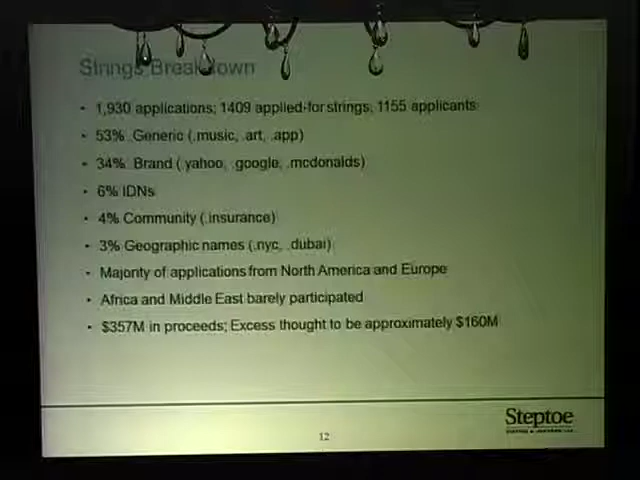 Strings Breakdown
• 1,930 applications; 1409 applied-for strings; 1155 applicants
• 53% Generic (.music, .art, .app)
• 34% Brand (.yahoo, .google, .mcdonalds)
• 6% IDNs
• 4% Community (.insurance)
• 3% Geographic names (.nyc, .dubai)
• Majority of applications from North America and Europe
• Africa and Middle East barely participated
• $357M in proceeds; Excess thought to be approximately $160M
12
Steptoe